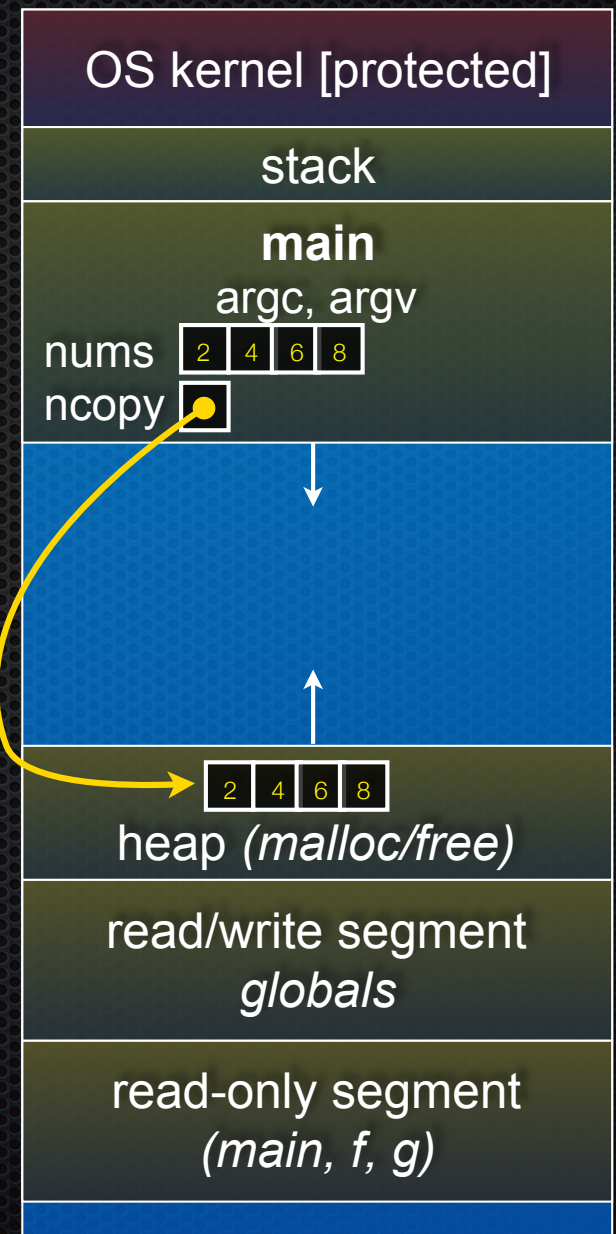 OS kernel [protected]
stack
main
argc, argv
nums 2 4 6 8
ncopy
2 4 6 8
heap (malloc/free)
read/write segment
globals
read-only segment
(main, f, g)